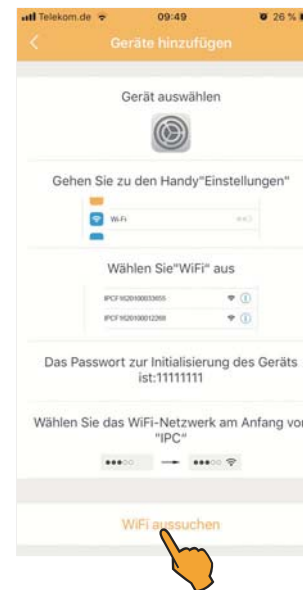 Telekom.de 09:49 26 %
Geräte hinzufügen
Gerät auswählen
Gehen Sie zu den Handy"Einstellungen"
Wi-Fi
Wählen Sie"WiFi" aus
IPCF1620100033655
IPCF1620100012269
Das Passwort zur Initialisierung des Geräts
ist:11111111
Wählen Sie das WiFi-Netzwerk am Anfang vor
"IPC"
WiFi aussuchen